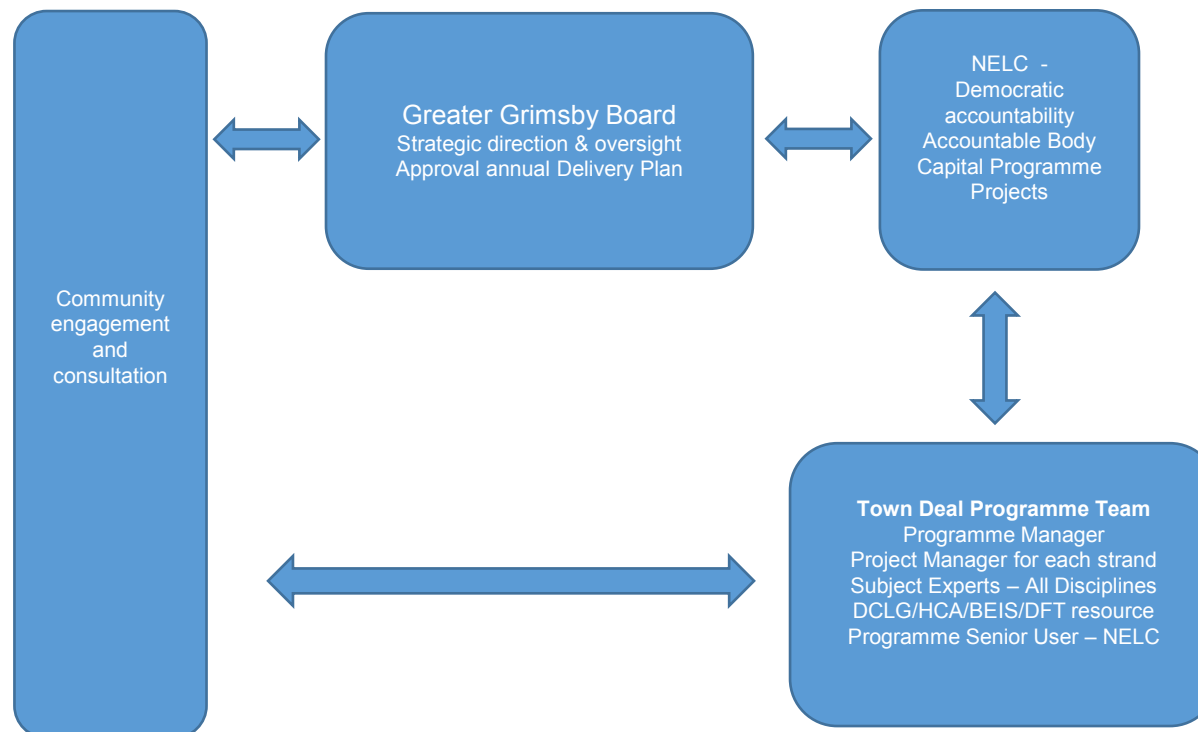 Greater Grimsby Board
Strategic direction & oversight
Approval annual Delivery Plan
NELC -
Democratic
accountability
Accountable Body
Capital Programme
Projects
Community
engagement
and
consultation
Town Deal Programme Team
Programme Manager
Project Manager for each strand
Subject Experts – All Disciplines
DCLG/HCA/BEIS/DFT resource
Programme Senior User – NELC